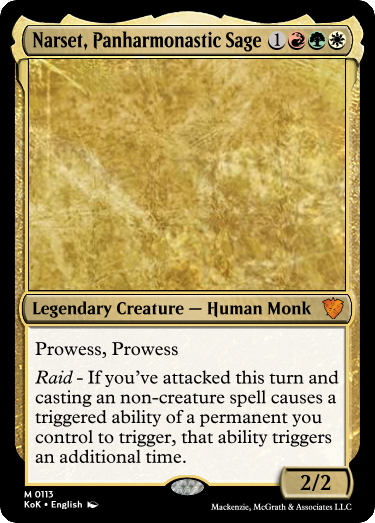 Narset, Panharmonastic Sage 1
Legendary Creature — Human Monk
Prowess, Prowess
Raid - If you've attacked this turn and
casting an non-creature spell causes a
triggered ability of a permanent you
control to trigger, that ability triggers
an additional time.
2/2
M 0113
KoK • English
Mackenzie, McGrath & Associates LLC